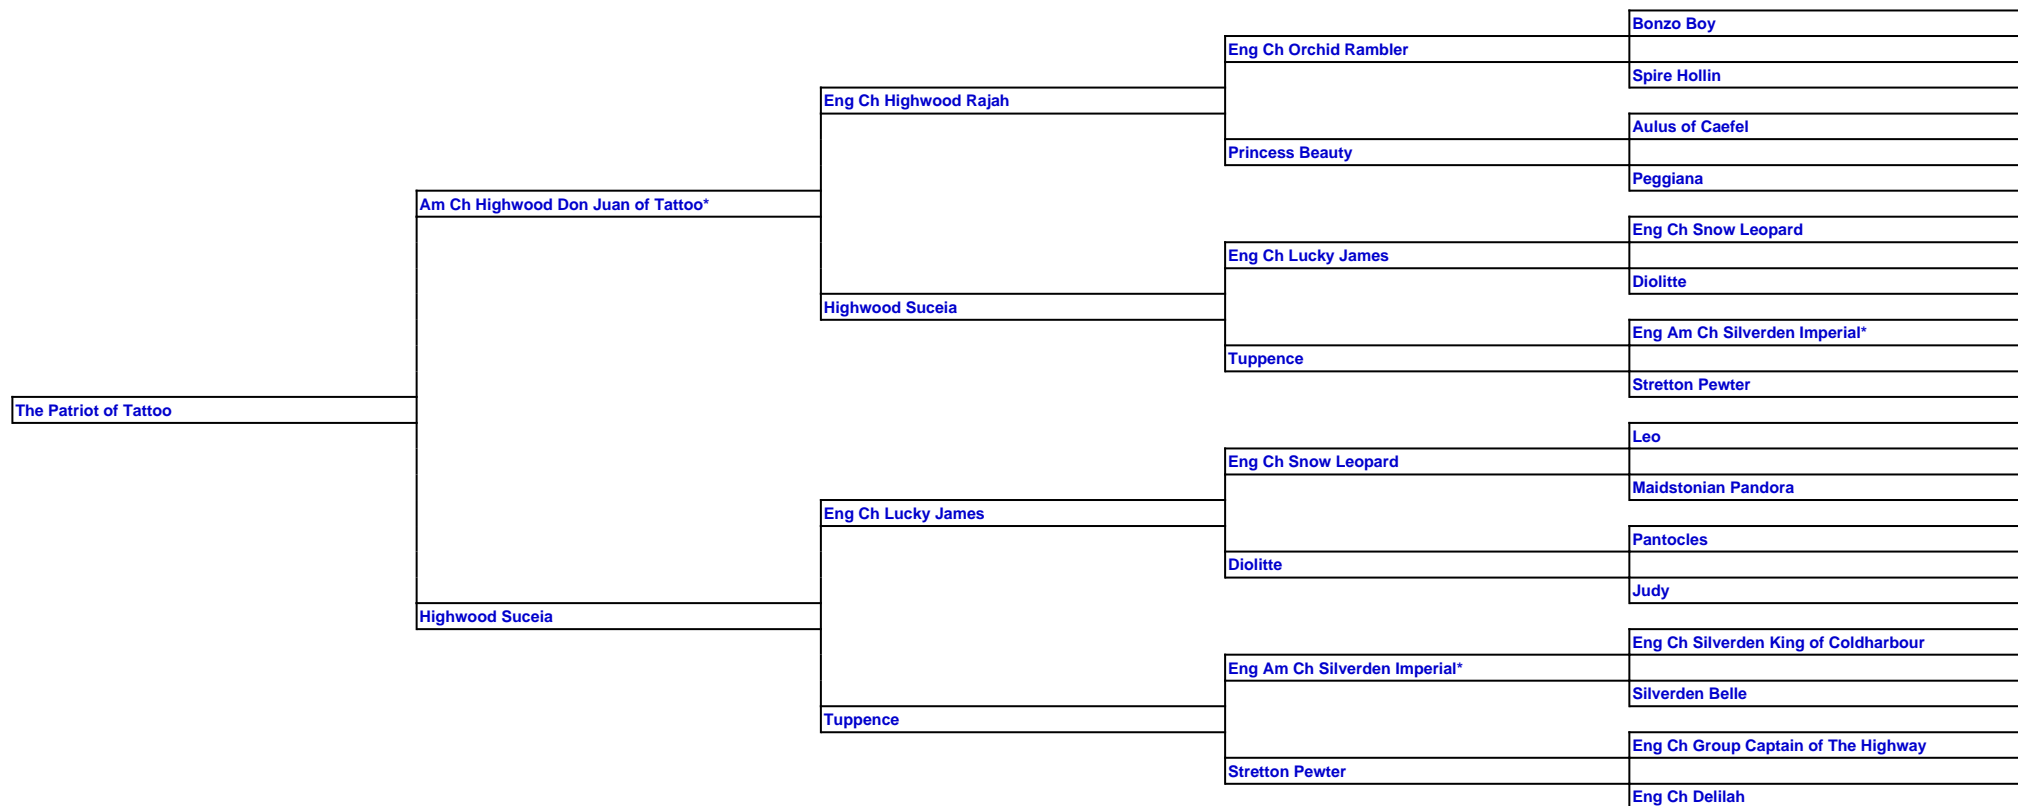 Bonzo Boy
Eng Ch Orchid Rambler
Spire Hollin
Eng Ch Highwood Rajah
Aulus of Caefel
Princess Beauty
Peggiana
Am Ch Highwood Don Juan of Tattoo*
Eng Ch Snow Leopard
Eng Ch Lucky James
Diolitte
Highwood Suceia
Eng Am Ch Silverden Imperial*
Tuppence
Stretton Pewter
The Patriot of Tattoo
Leo
Eng Ch Snow Leopard
Maidstonian Pandora
Eng Ch Lucky James
Pantocles
Diolitte
Judy
Highwood Suceia
Eng Ch Silverden King of Coldharbour
Eng Am Ch Silverden Imperial*
Silverden Belle
Tuppence
Eng Ch Group Captain of The Highway
Stretton Pewter
Eng Ch Delilah